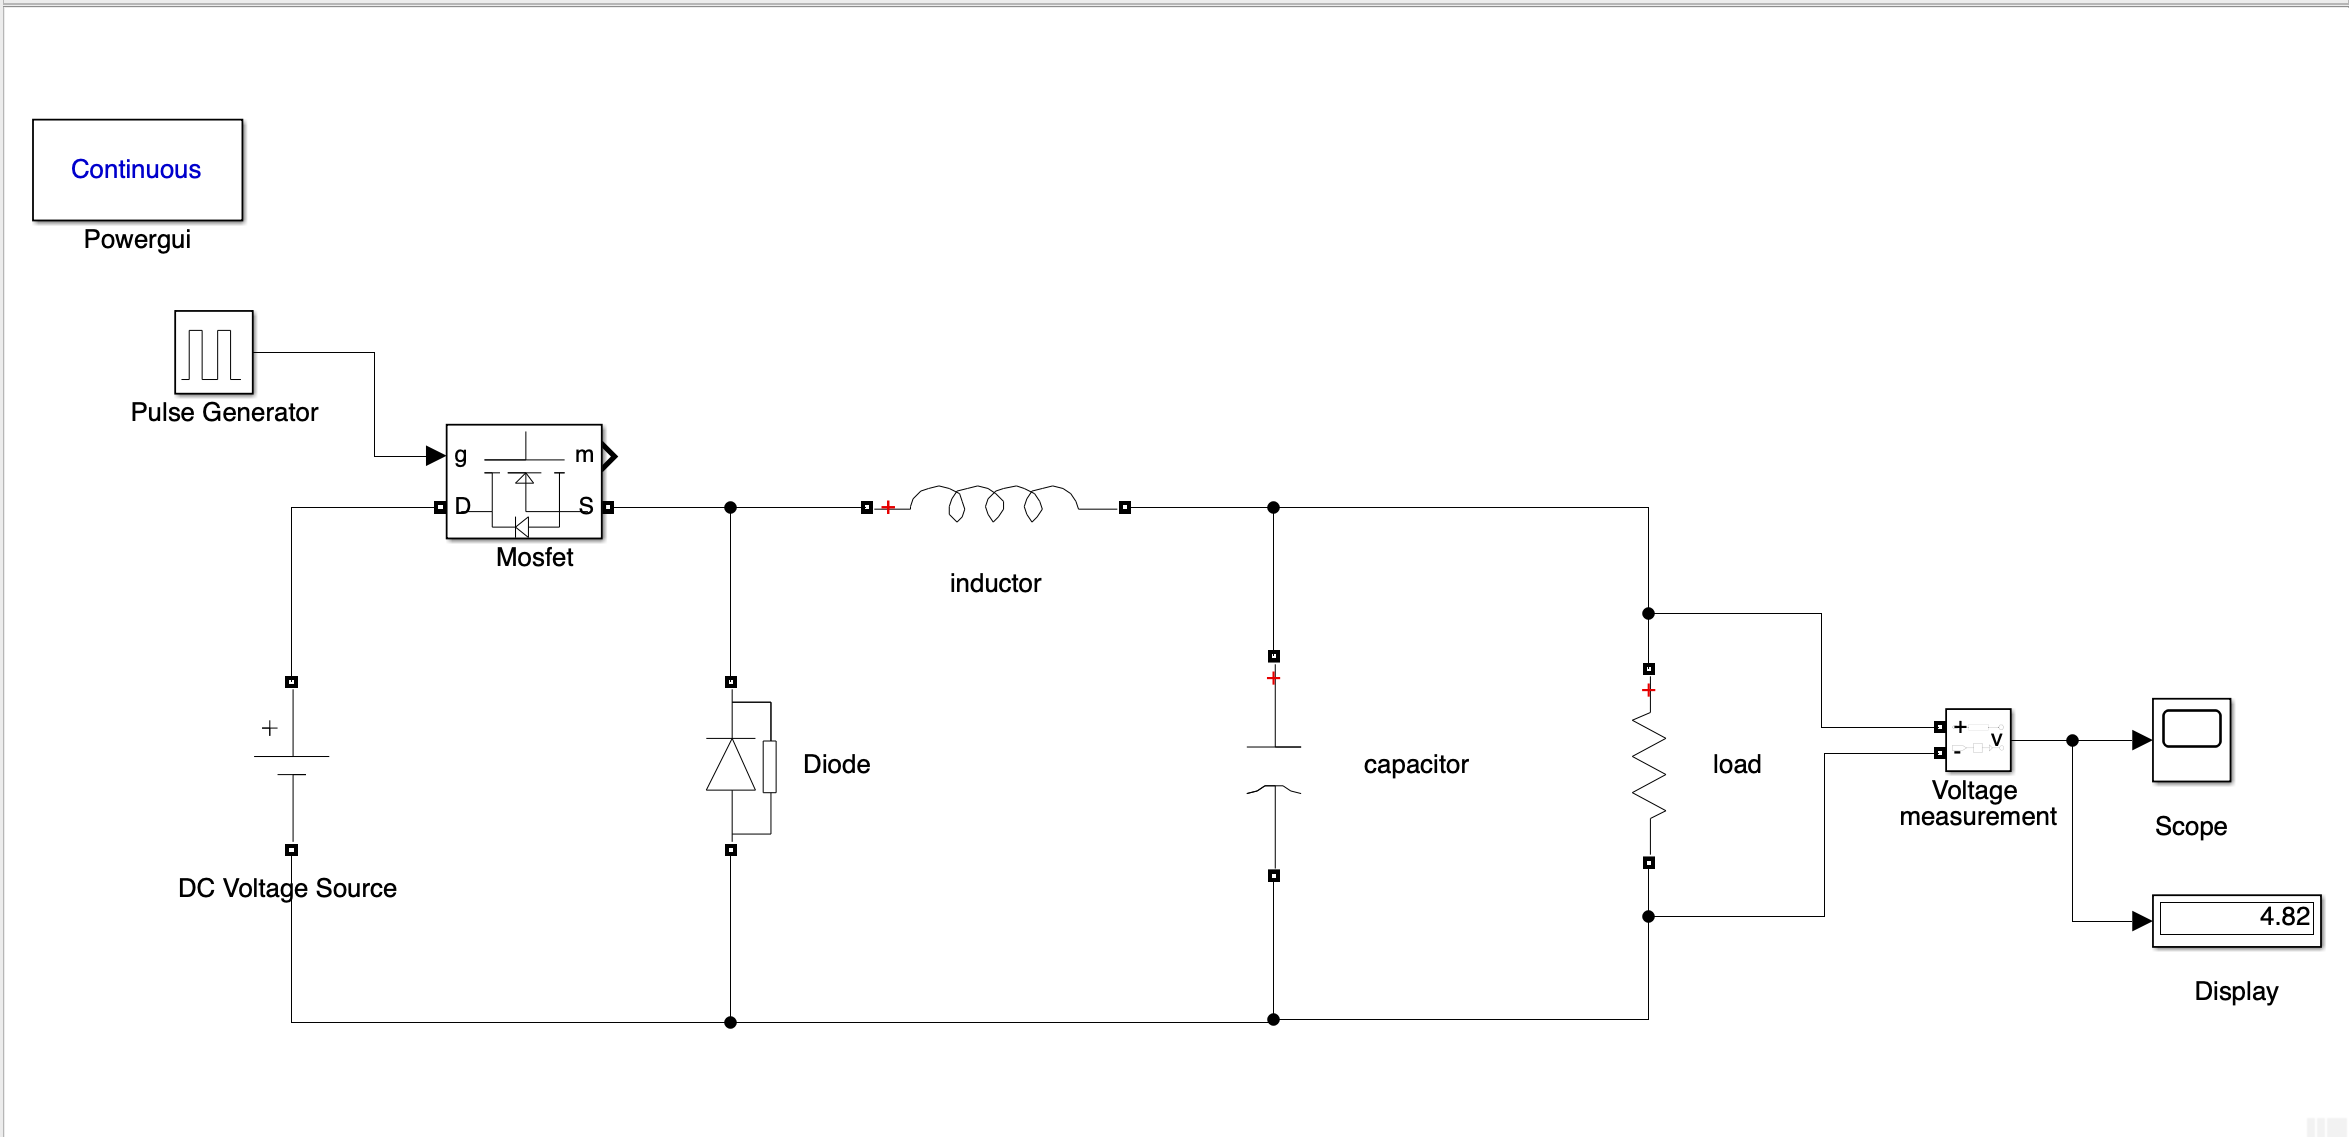 Continuous
Powergui
Pulse Generator
g
m
D
S
Mosfet
inductor
+
+
+
+
Diode
capacitor
load
+
-
v
Voltage
measurement
Scope
DC Voltage Source
4.82
Display